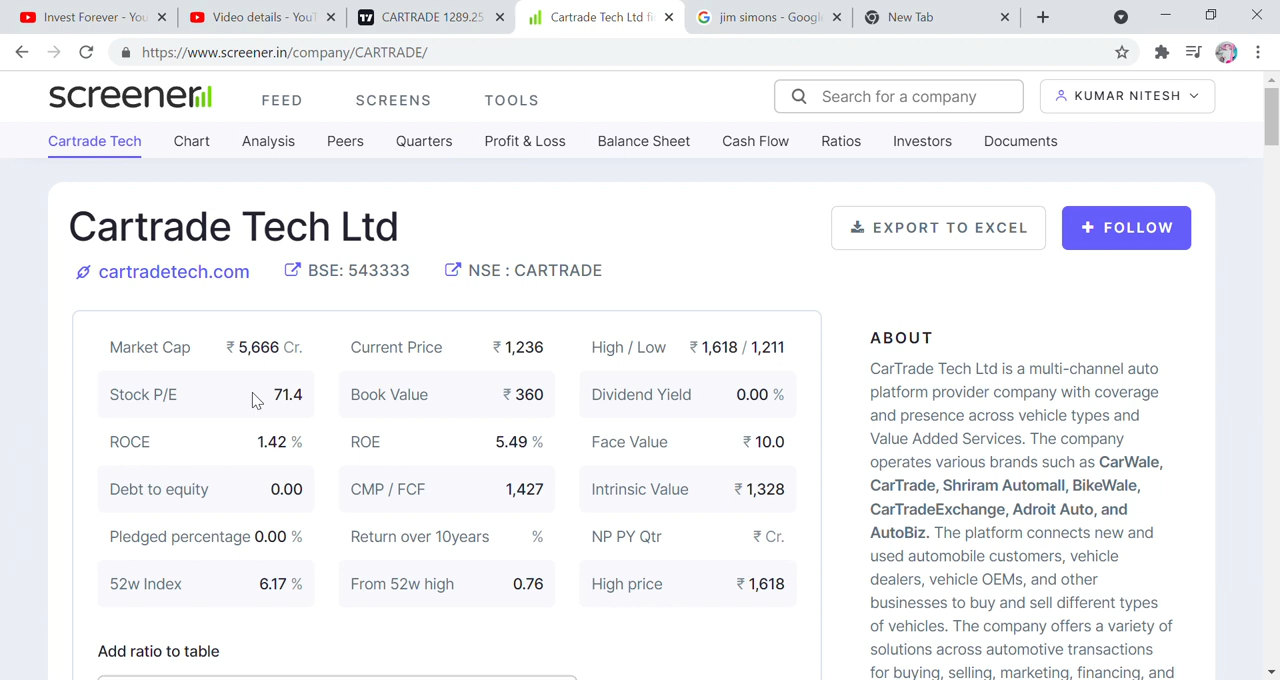 Invest Forever - You
Video details - YouT
CARTRADE 1289.25
Cartrade Tech Ltd fi
jim simons - Google
New Tab
https://www.screener.in/company/CARTRADE/
screener
FEED
SCREENS
TOOLS
Search for a company
KUMAR NITESH
Cartrade Tech
Chart
Analysis
Peers
Quarters
Profit & Loss
Balance Sheet
Cash Flow
Ratios
Investors
Documents
Cartrade Tech Ltd
EXPORT TO EXCEL
+ FOLLOW
cartradetech.com
BSE: 543333
NSE : CARTRADE
Market Cap ₹ 5,666 Cr.
Current Price ₹ 1,236
High / Low ₹ 1,618 / 1,211
Stock P/E 71.4
Book Value ₹ 360
Dividend Yield 0.00 %
ROCE 1.42 %
ROE 5.49 %
Face Value ₹ 10.0
Debt to equity 0.00
CMP / FCF 1,427
Intrinsic Value ₹ 1,328
Pledged percentage 0.00 %
Return over 10years %
NP PY Qtr ₹ Cr.
52w Index 6.17 %
From 52w high 0.76
High price ₹ 1,618
Add ratio to table
ABOUT
CarTrade Tech Ltd is a multi-channel auto
platform provider company with coverage
and presence across vehicle types and
Value Added Services. The company
operates various brands such as CarWale,
CarTrade, Shriram Automall, BikeWale,
CarTradeExchange, Adroit Auto, and
AutoBiz. The platform connects new and
used automobile customers, vehicle
dealers, vehicle OEMs, and other
businesses to buy and sell different types
of vehicles. The company offers a variety of
solutions across automotive transactions
for buying, selling, marketing, financing, and